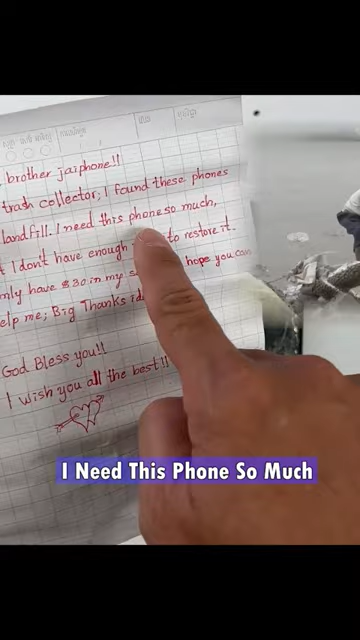 brother jaiphone!!
trash collector; I found these phones
landfill. I need this phone so much,
I don't have enough to restore it.
only have $30 in my hope you can
help me; Big Thanks
God Bless you!!
I wish you all the best!!
I Need This Phone So Much